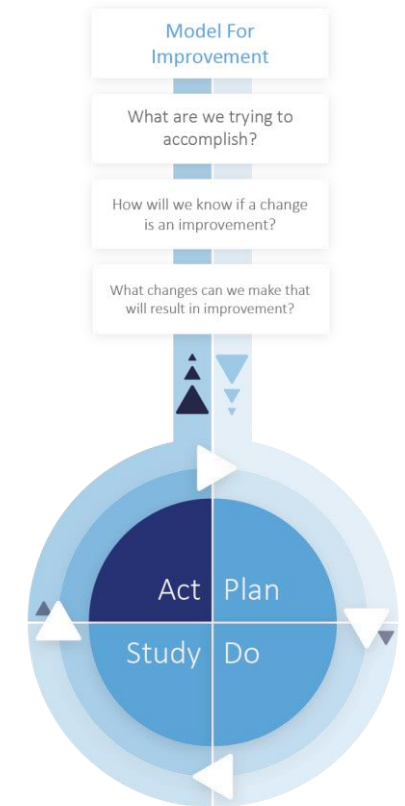 Model For
Improvement
What are we trying to
accomplish?
How will we know if a change
is an improvement?
What changes can we make that
will result in improvement?
Act Plan
Study Do